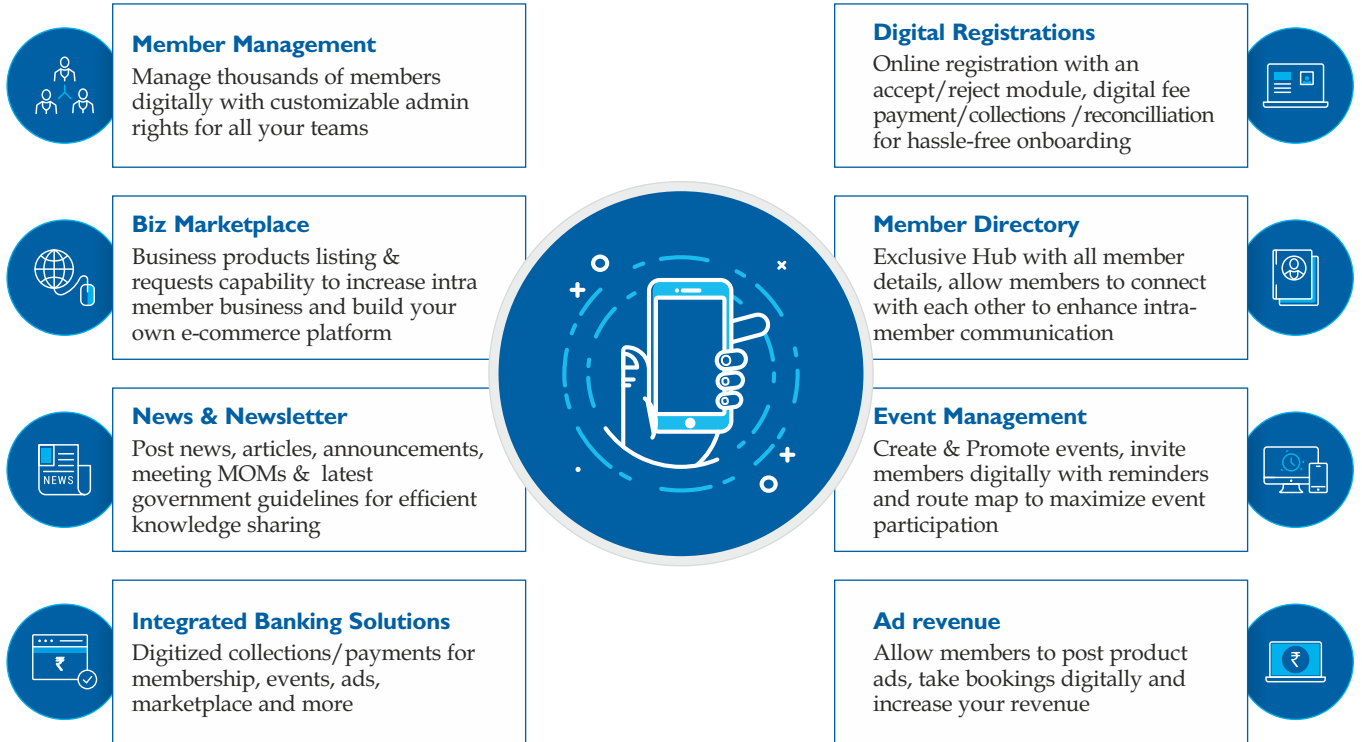 Member Management
Manage thousands of members
digitally with customizable admin
rights for all your teams
Digital Registrations
Online registration with an
accept/reject module, digital fee
payment/collections /reconcilliation
for hassle-free onboarding
Biz Marketplace
Business products listing &
requests capability to increase intra
member business and build your
own e-commerce platform
Member Directory
Exclusive Hub with all member
details, allow members to connect
with each other to enhance intra-
member communication
NEWS
News & Newsletter
Post news, articles, announcements,
meeting MOMs &  latest
government guidelines for efficient
knowledge sharing
Event Management
Create & Promote events, invite
members digitally with reminders
and route map to maximize event
participation
₹
Integrated Banking Solutions
Digitized collections/payments for
membership, events, ads,
marketplace and more
Ad revenue
Allow members to post product
ads, take bookings digitally and
increase your revenue
₹